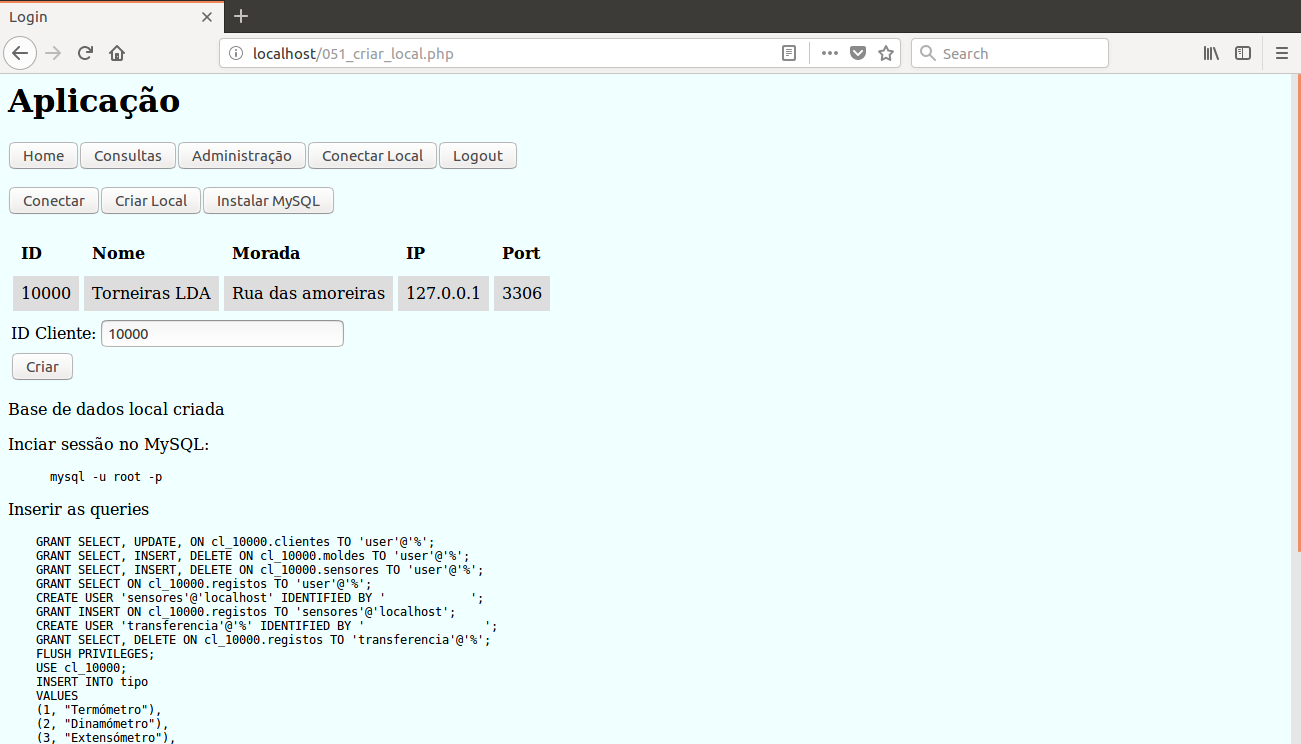 Login
localhost/051_criar_local.php
Search
Aplicação
Home Consultas Administração Conectar Local Logout
Conectar Criar Local Instalar MySQL
ID Nome Morada IP Port
10000 Torneiras LDA Rua das amoreiras 127.0.0.1 3306
ID Cliente: 10000
Criar
Base de dados local criada
Inciar sessão no MySQL:
mysql -u root -p
Inserir as queries
GRANT SELECT, UPDATE, ON cl_10000.clientes TO 'user'@'%';
GRANT SELECT, INSERT, DELETE ON cl_10000.moldes TO 'user'@'%';
GRANT SELECT, INSERT, DELETE ON cl_10000.sensores TO 'user'@'%';
GRANT SELECT ON cl_10000.registos TO 'user'@'%';
CREATE USER 'sensores'@'localhost' IDENTIFIED BY '            ';
GRANT INSERT ON cl_10000.registos TO 'sensores'@'localhost';
CREATE USER 'transferencia'@'%' IDENTIFIED BY '                 ';
GRANT SELECT, DELETE ON cl_10000.registos TO 'transferencia'@'%';
FLUSH PRIVILEGES;
USE cl_10000;
INSERT INTO tipo
VALUES
(1, "Termómetro"),
(2, "Dinamómetro"),
(3, "Extensómetro"),